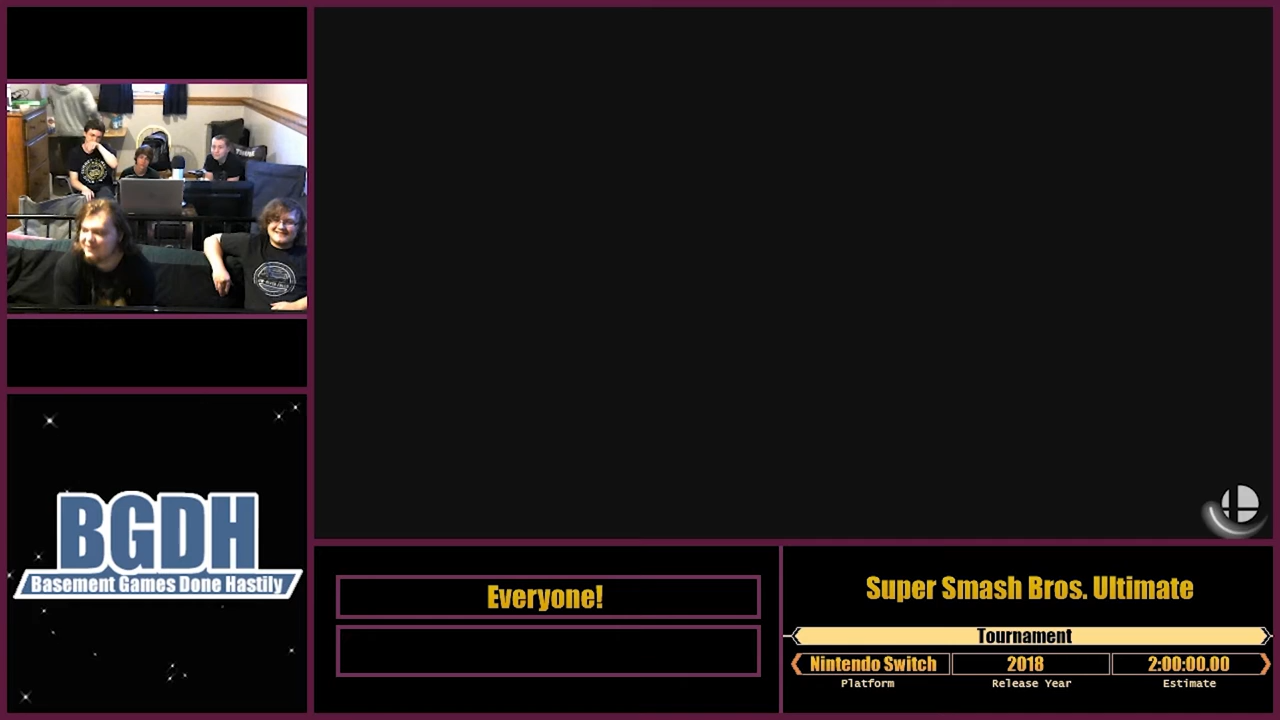 BGDH
Basement Games Done Hastily
Everyone!
Super Smash Bros. Ultimate
Tournament
Nintendo Switch
2018
2:00:00.00
Platform
Release Year
Estimate